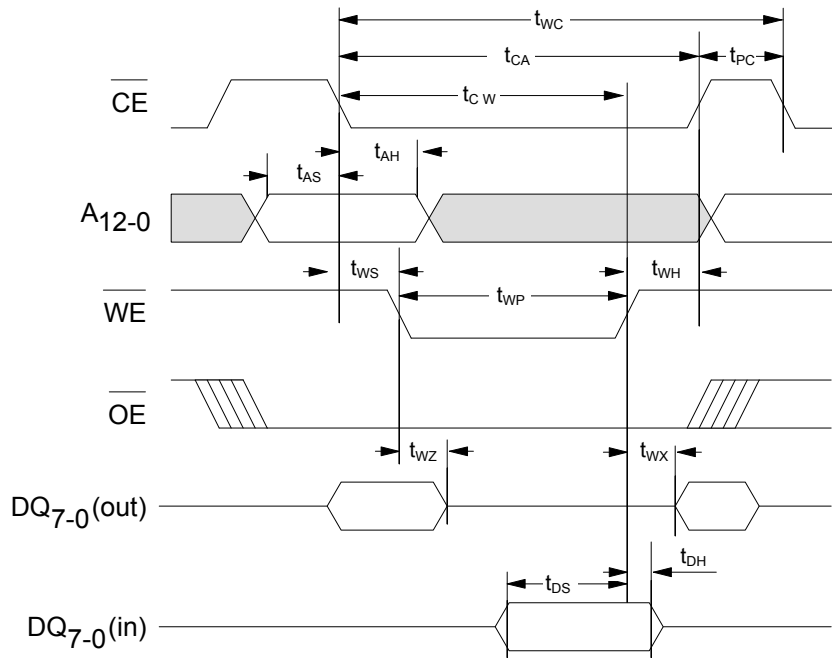 tWC
tCA
tPC
CE
tC W
tAH
tAS
A12-0
tWS
tWH
tWP
WE
OE
tWZ
tWX
DQ7-0(out)
tDH
tDS
DQ7-0(in)